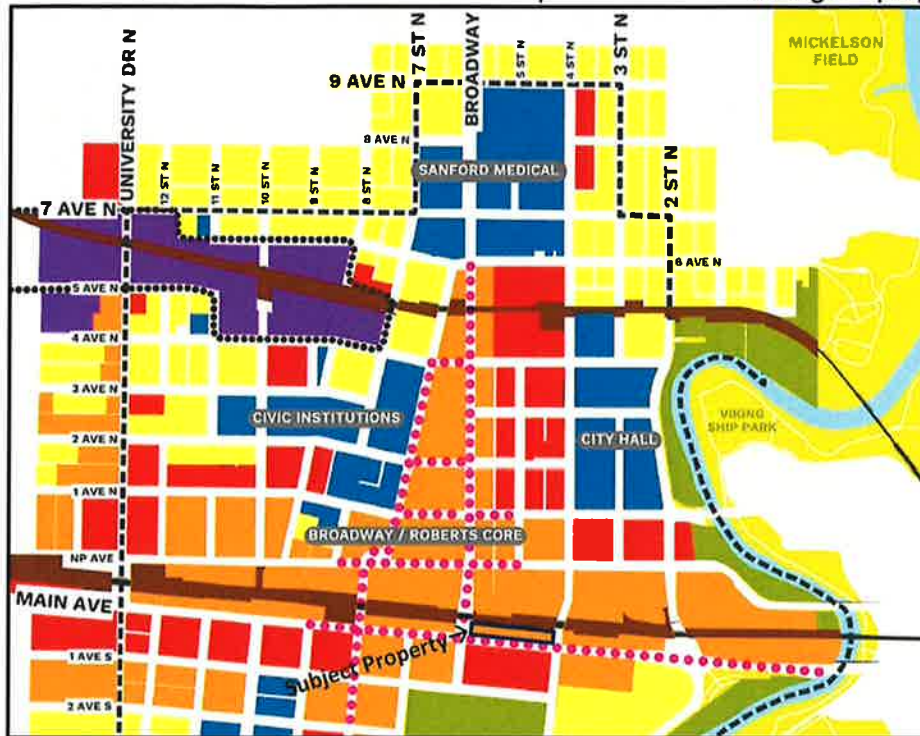 MICKELSON
FIELD
UNIVERSITY DR N
7 ST N
BROADWAY
5 ST N
4 ST N
3 ST N
9 AVE N
8 AVE N
SANFORD MEDICAL
12 ST N
11 ST N
10 ST N
9 ST N
8 ST N
2 ST N
7 AVE N
6 AVE N
5 AVE N
4 AVE N
3 AVE N
CIVIC INSTITUTIONS
CITY HALL
VIKING
SHIP PARK
2 AVE N
1 AVE N
BROADWAY / ROBERTS CORE
NP AVE
MAIN AVE
Subject Property
1 AVE S
2 AVE S